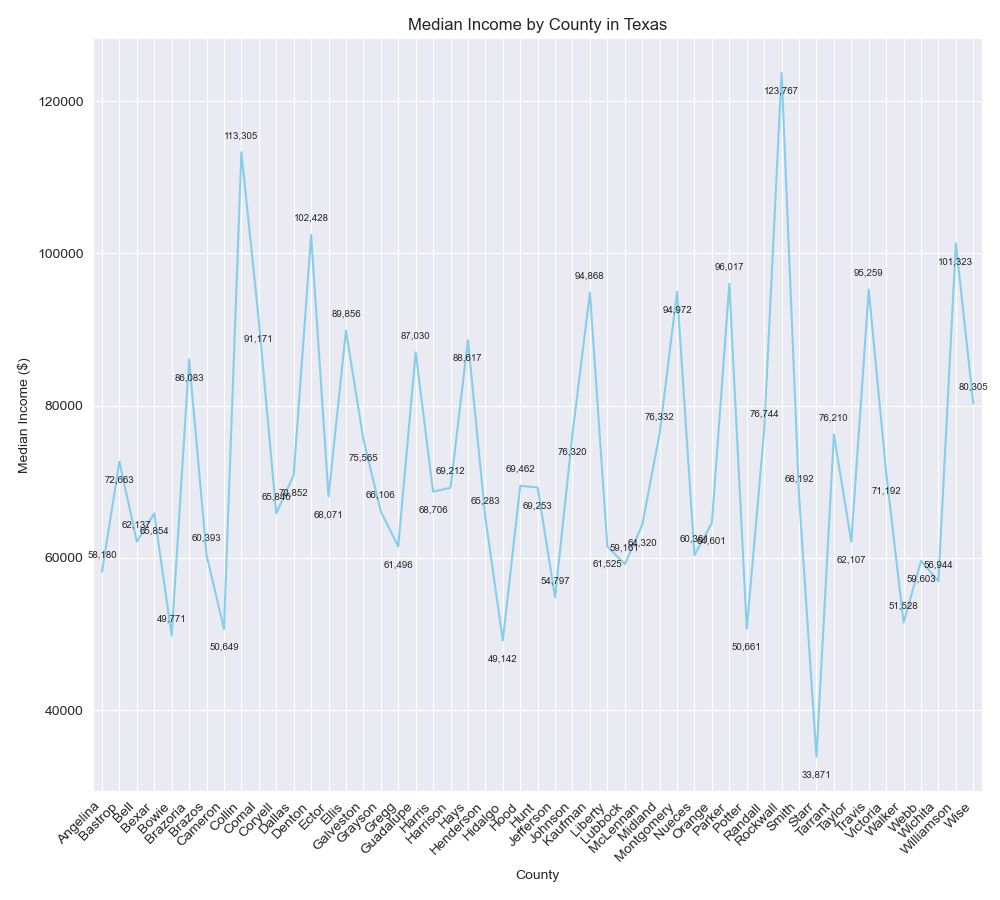 Median Income by County in Texas
Median Income ($)
120000
100000
80000
60000
40000
58,180
72,663
62,137
65,854
49,771
86,083
60,393
50,649
113,305
91,171
65,840
70,852
102,428
68,071
89,856
75,565
66,106
61,496
87,030
68,706
69,212
88,617
65,283
49,142
69,462
69,253
54,797
76,320
94,868
61,525
59,161
64,320
76,332
94,972
60,364
64,601
96,017
50,661
76,744
123,767
68,192
33,871
76,210
62,107
95,259
71,192
51,528
59,603
56,944
101,323
80,305
Angelina
Bastrop
Bell
Bexar
Bowie
Brazoria
Brazos
Cameron
Collin
Comal
Coryell
Dallas
Denton
Ector
Ellis
Galveston
Grayson
Gregg
Guadalupe
Harris
Harrison
Hays
Henderson
Hidalgo
Hood
Hunt
Jefferson
Johnson
Kaufman
Liberty
Lubbock
McLennan
Midland
Montgomery
Nueces
Orange
Parker
Potter
Randall
Rockwall
Smith
Starr
Tarrant
Taylor
Travis
Victoria
Walker
Webb
Wichita
Williamson
Wise
County